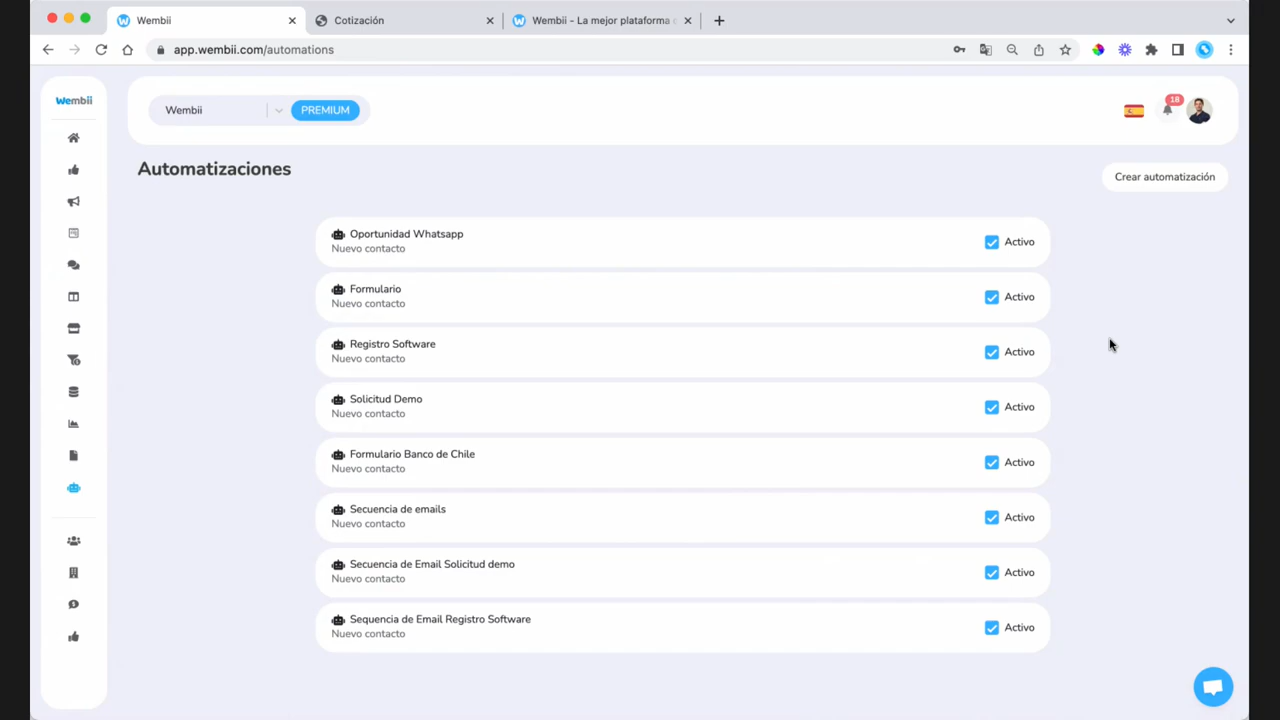 Wembii
Cotización
Wembii - La mejor plataforma
app.wembii.com/automations
Wembii
Wembii
PREMIUM
18
Automatizaciones
Crear automatización
Oportunidad Whatsapp
Nuevo contacto
Activo
Formulario
Nuevo contacto
Activo
Registro Software
Nuevo contacto
Activo
Solicitud Demo
Nuevo contacto
Activo
Formulario Banco de Chile
Nuevo contacto
Activo
Secuencia de emails
Nuevo contacto
Activo
Secuencia de Email Solicitud demo
Nuevo contacto
Activo
Sequencia de Email Registro Software
Nuevo contacto
Activo